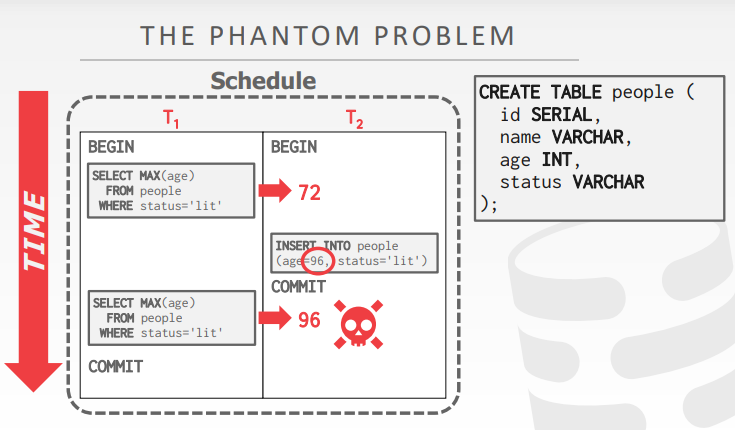 THE PHANTOM PROBLEM
Schedule
TIME
T1
T2
BEGIN
SELECT MAX(age)
FROM people
WHERE status='lit'
72
BEGIN
INSERT INTO people
(age=96, status='lit')
COMMIT
SELECT MAX(age)
FROM people
WHERE status='lit'
96
COMMIT
CREATE TABLE people (
id SERIAL,
name VARCHAR,
age INT,
status VARCHAR
);